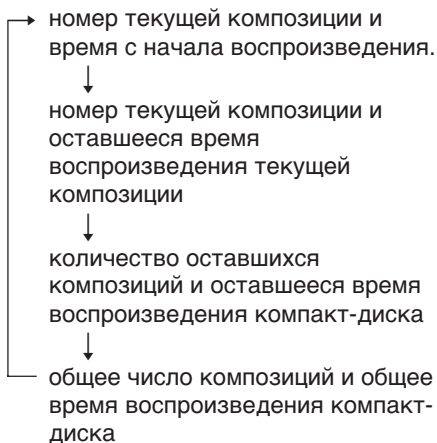 номер текущей композиции и
время с начала воспроизведения.
номер текущей композиции и
оставшееся время
воспроизведения текущей
композиции
количество оставшихся
композиций и оставшееся время
воспроизведения компакт-диска
общее число композиций и общее
время воспроизведения компакт-
диска